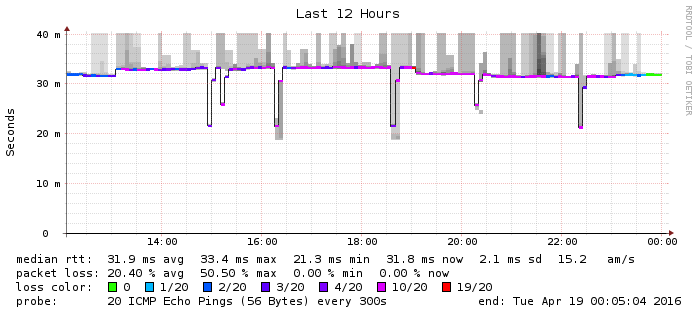 Last 12 Hours
RRDTOOL / TOBI OETIKER
Seconds
40 m
30 m
20 m
10 m
0
14:00 16:00 18:00 20:00 22:00 00:00
median rtt: 31.9 ms avg 33.4 ms max 21.3 ms min 31.8 ms now 2.1 ms sd 15.2 am/s
packet loss: 20.40 % avg 50.50 % max 0.00 % min 0.00 % now
loss color: 0 1/20 2/20 3/20 4/20 10/20 19/20
probe: 20 ICMP Echo Pings (56 Bytes) every 300s end: Tue Apr 19 00:05:04 2016